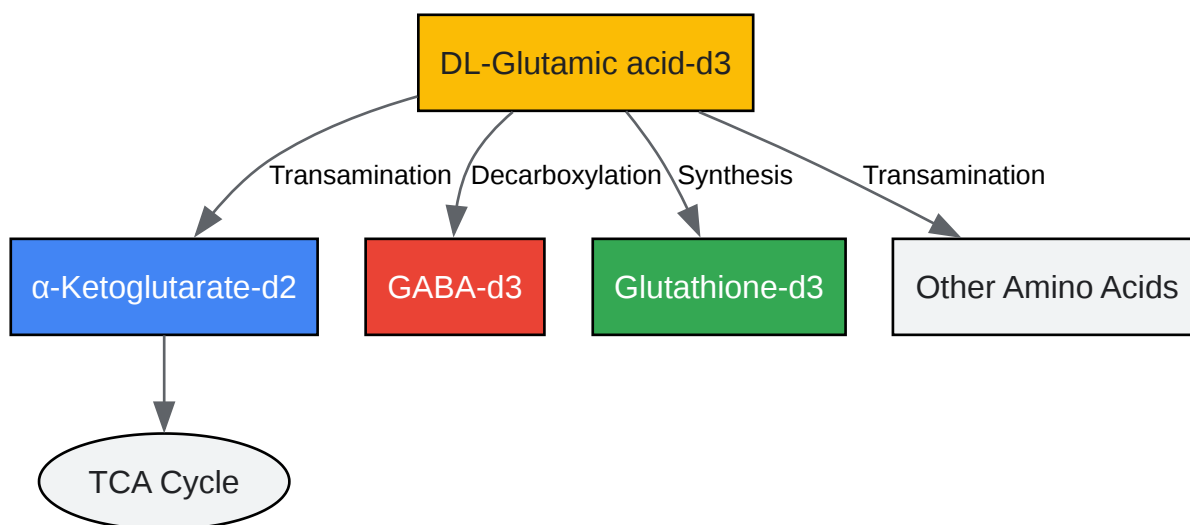 DL-Glutamic acid-d3
Transamination
Decarboxylation
Synthesis
Transamination
α-Ketoglutarate-d2
GABA-d3
Glutathione-d3
Other Amino Acids
TCA Cycle